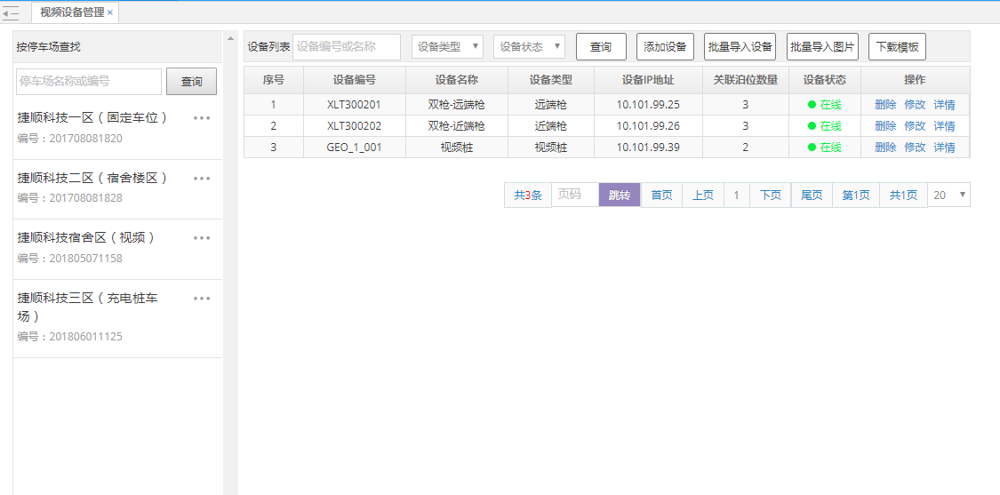 视频设备管理 ×
按停车场查找
停车场名称或编号 查询
捷顺科技一区（固定车位）
编号：201708081820
捷顺科技二区（宿舍楼区）
编号：201708081828
捷顺科技宿舍区（视频）
编号：201805071158
捷顺科技三区（充电桩车
场）
编号：201806011125
设备列表 设备编号或名称 设备类型 设备状态 查询 添加设备 批量导入设备 批量导入图片 下载模板
序号 设备编号 设备名称 设备类型 设备IP地址 关联泊位数量 设备状态 操作
1 XLT300201 双枪-远端枪 远端枪 10.101.99.25 3 在线 删除 修改 详情
2 XLT300202 双枪-近端枪 近端枪 10.101.99.26 3 在线 删除 修改 详情
3 GEO_1_001 视频桩 视频桩 10.101.99.39 2 在线 删除 修改 详情
共3条 页码 跳转 首页 上页 1 下页 尾页 第1页 共1页 20